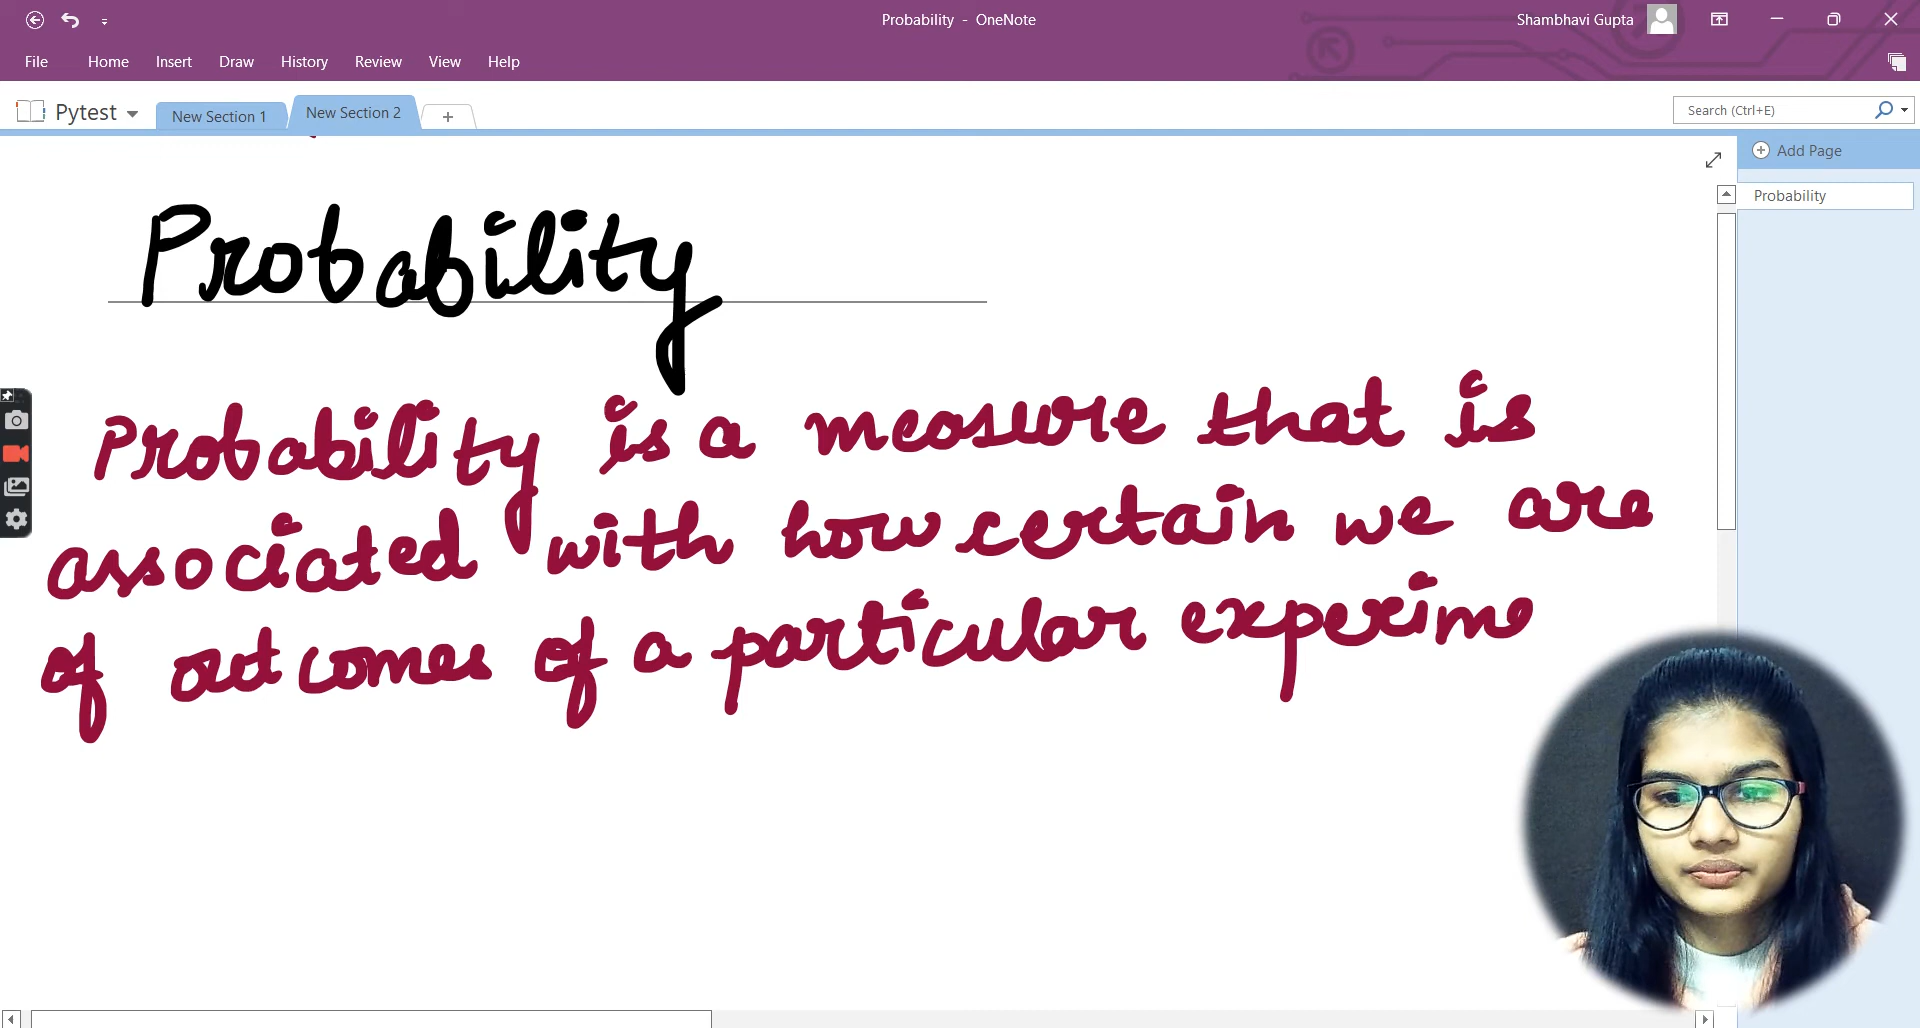 Probability - OneNote
Shambhavi Gupta
File Home Insert Draw History Review View Help
Pytest New Section 1 New Section 2 +
Search (Ctrl+E)
Add Page
Probability
Probability
Probability is a measure that is
associated with how certain we are
of outcomes of a particular experime